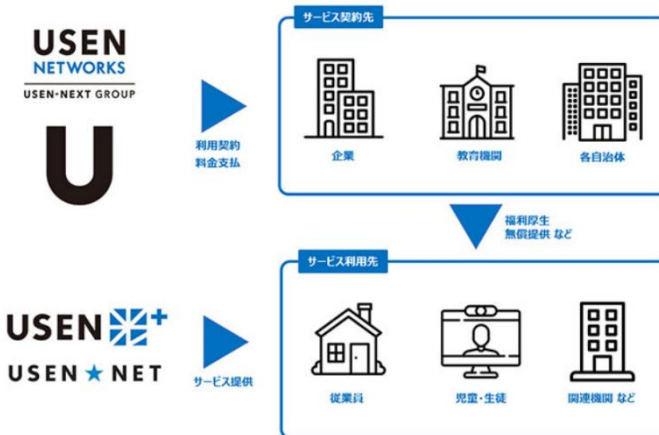 USEN
NETWORKS
USEN-NEXT GROUP
U
利用契約
料金支払
サービス契約先
企業
教育機関
各自治体
福利厚生
無償提供 など
USEN +
USEN ★ NET
サービス提供
サービス利用先
従業員
児童・生徒
関連機関 など